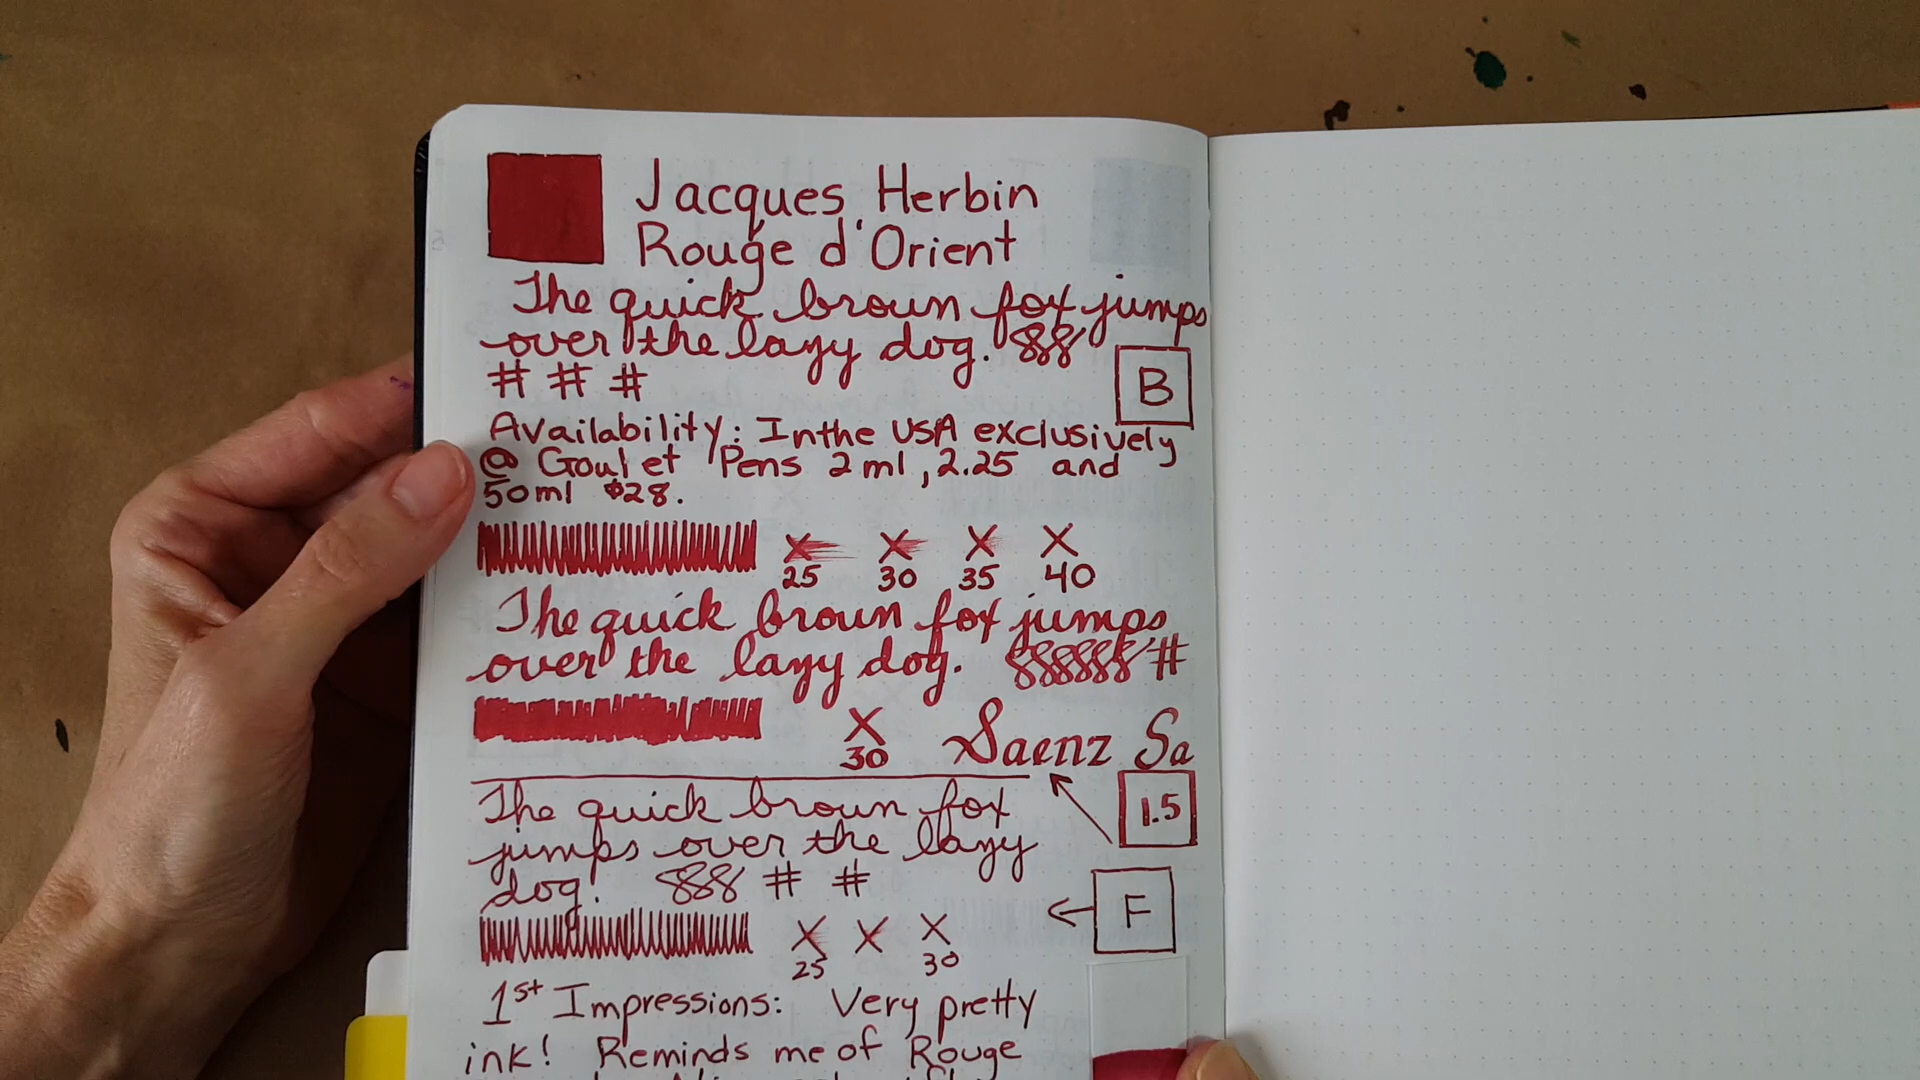 Jacques Herbin
Rouge d'Orient
The quick brown fox jumps
over the lazy dog. 888
# # #
B
Availability: In the USA exclusively
@ Goulet Pens 2ml, 2.25 and
50ml $28.
X X X X
25 30 35 40
The quick brown fox jumps
over the lazy dog. 888888 #
X
30
Saenz Sa
1.5
The quick brown fox
jumps over the lazy
dog. 888 # #
F
X X X
25 30
1st Impressions: Very pretty
ink! Reminds me of Rouge